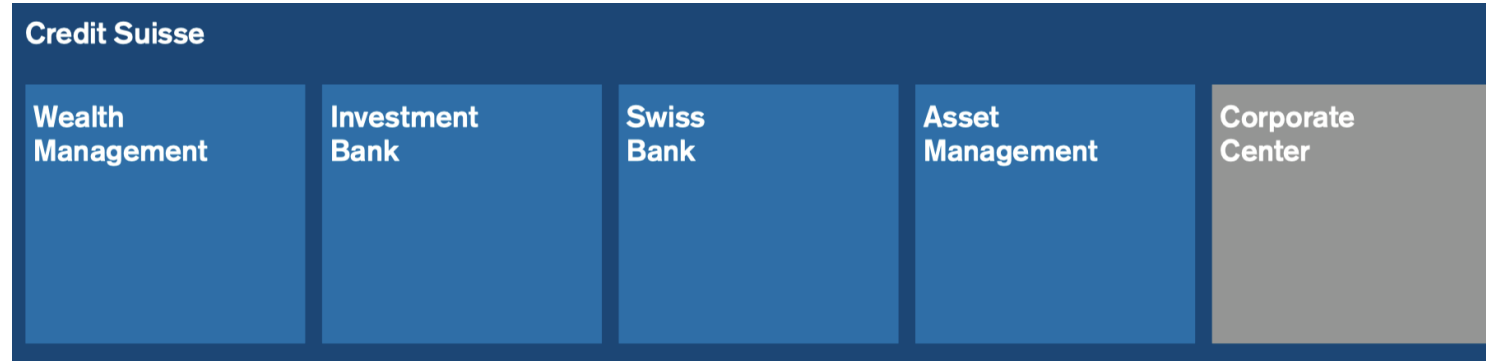 Credit Suisse
Wealth
Management
Investment
Bank
Swiss
Bank
Asset
Management
Corporate
Center